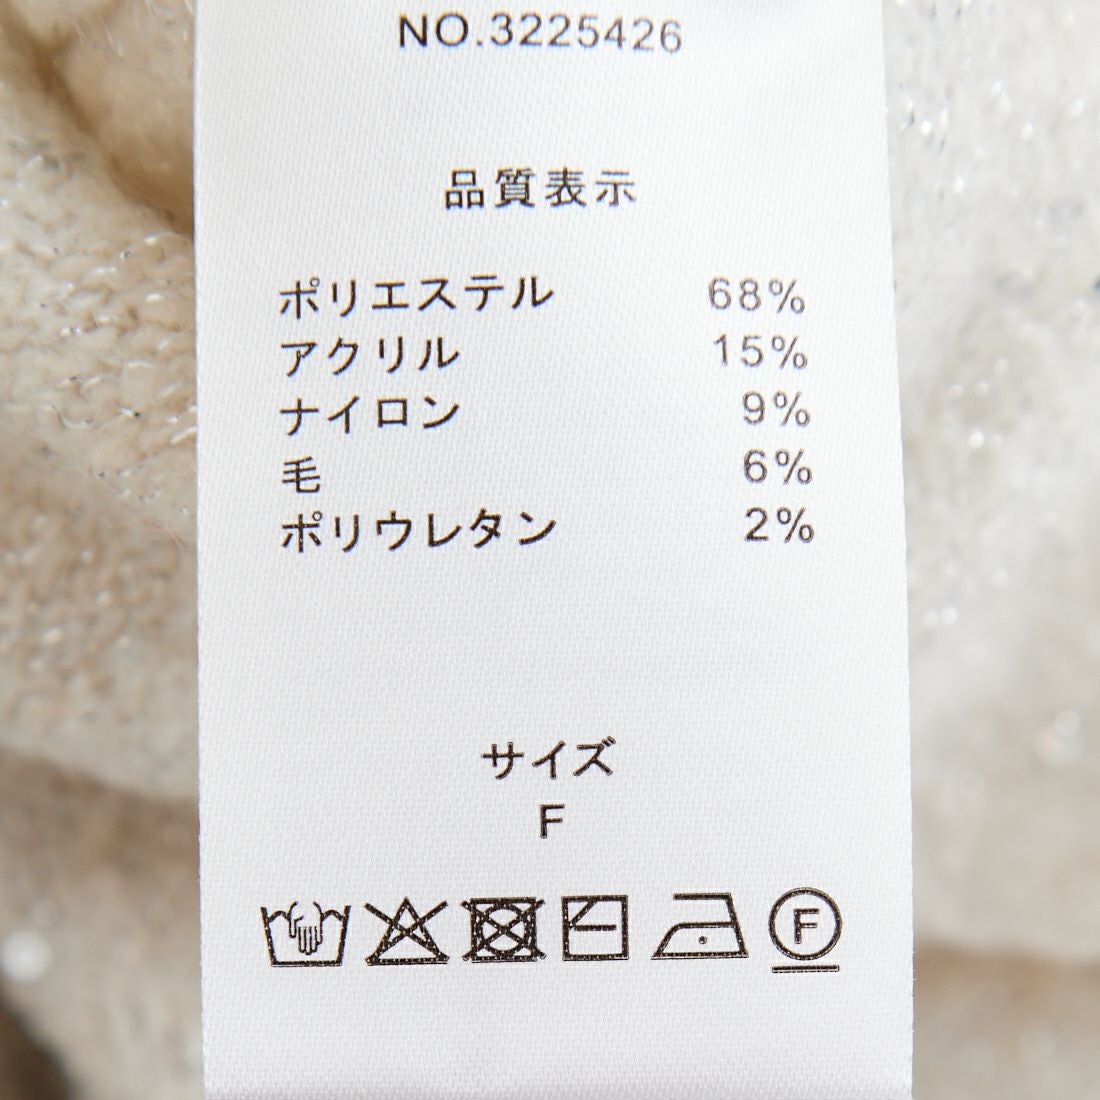 NO.3225426
品質表示
ポリエステル 68%
アクリル 15%
ナイロン 9%
毛 6%
ポリウレタン 2%
サイズ
F
F